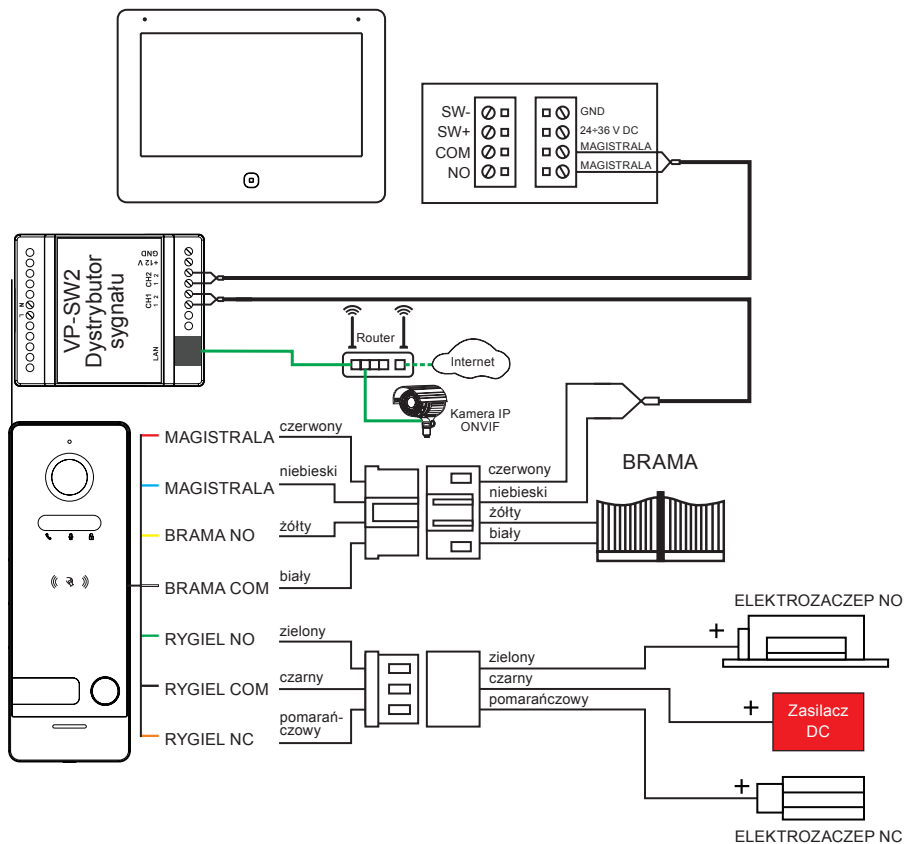 SW-
SW+
COM
NO
GND
24÷36 V DC
MAGISTRALA
MAGISTRALA
GND
+12 V
CH2
1 2
CH1
1 2
LAN
N
L
VP-SW2
Dystrybutor
sygnału
Router
Internet
Kamera IP
ONVIF
MAGISTRALA
czerwony
MAGISTRALA
niebieski
BRAMA NO
żółty
BRAMA COM
biały
RYGIEL NO
zielony
RYGIEL COM
czarny
RYGIEL NC
pomarań-
czowy
czerwony
niebieski
żółty
biały
BRAMA
zielony
czarny
pomarańczowy
ELEKTROZACZEP NO
+
+
Zasilacz
DC
+
ELEKTROZACZEP NC